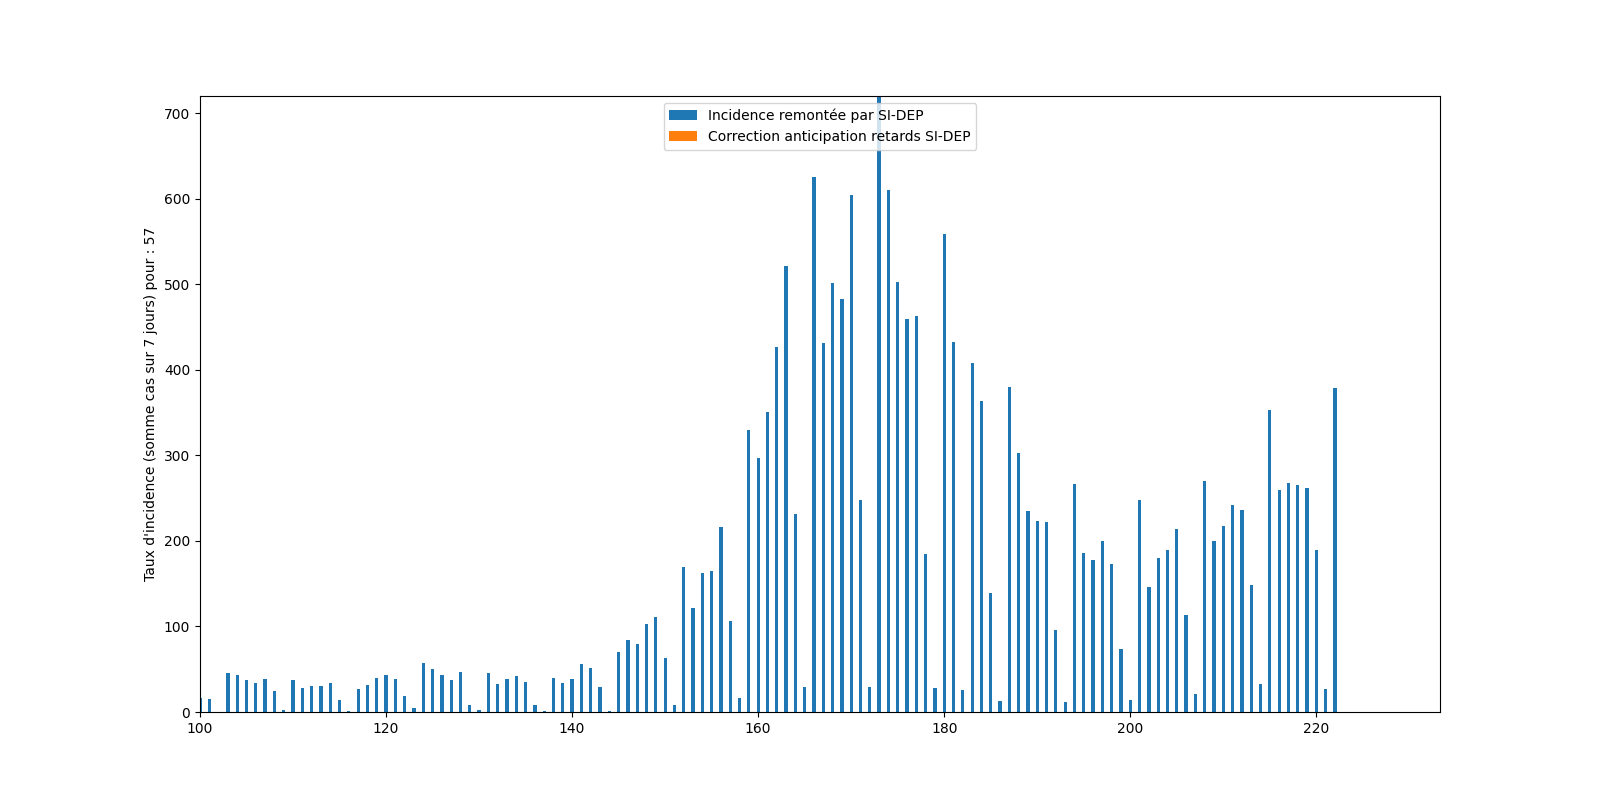 Incidence remontée par SI-DEP
Correction anticipation retards SI-DEP
Taux d'incidence (somme cas sur 7 jours) pour : 57
700
600
500
400
300
200
100
0
100 120 140 160 180 200 220